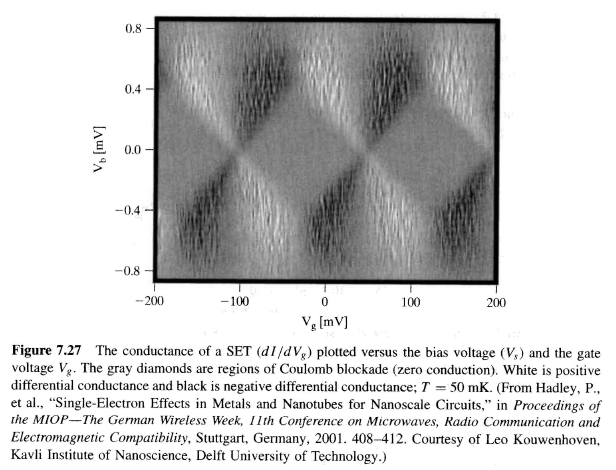 0.8
0.4
0.0
−0.4
−0.8
V_b [mV]
−200
−100
0
100
200
V_g [mV]
Figure 7.27 The conductance of a SET (dI/dV_g) plotted versus the bias voltage (V_s) and the gate
voltage V_g. The gray diamonds are regions of Coulomb blockade (zero conduction). White is positive
differential conductance and black is negative differential conductance; T = 50 mK. (From Hadley, P.,
et al., “Single-Electron Effects in Metals and Nanotubes for Nanoscale Circuits,” in Proceedings of
the MIOP—The German Wireless Week, 11th Conference on Microwaves, Radio Communication and
Electromagnetic Compatibility, Stuttgart, Germany, 2001. 408–412. Courtesy of Leo Kouwenhoven,
Kavli Institute of Nanoscience, Delft University of Technology.)